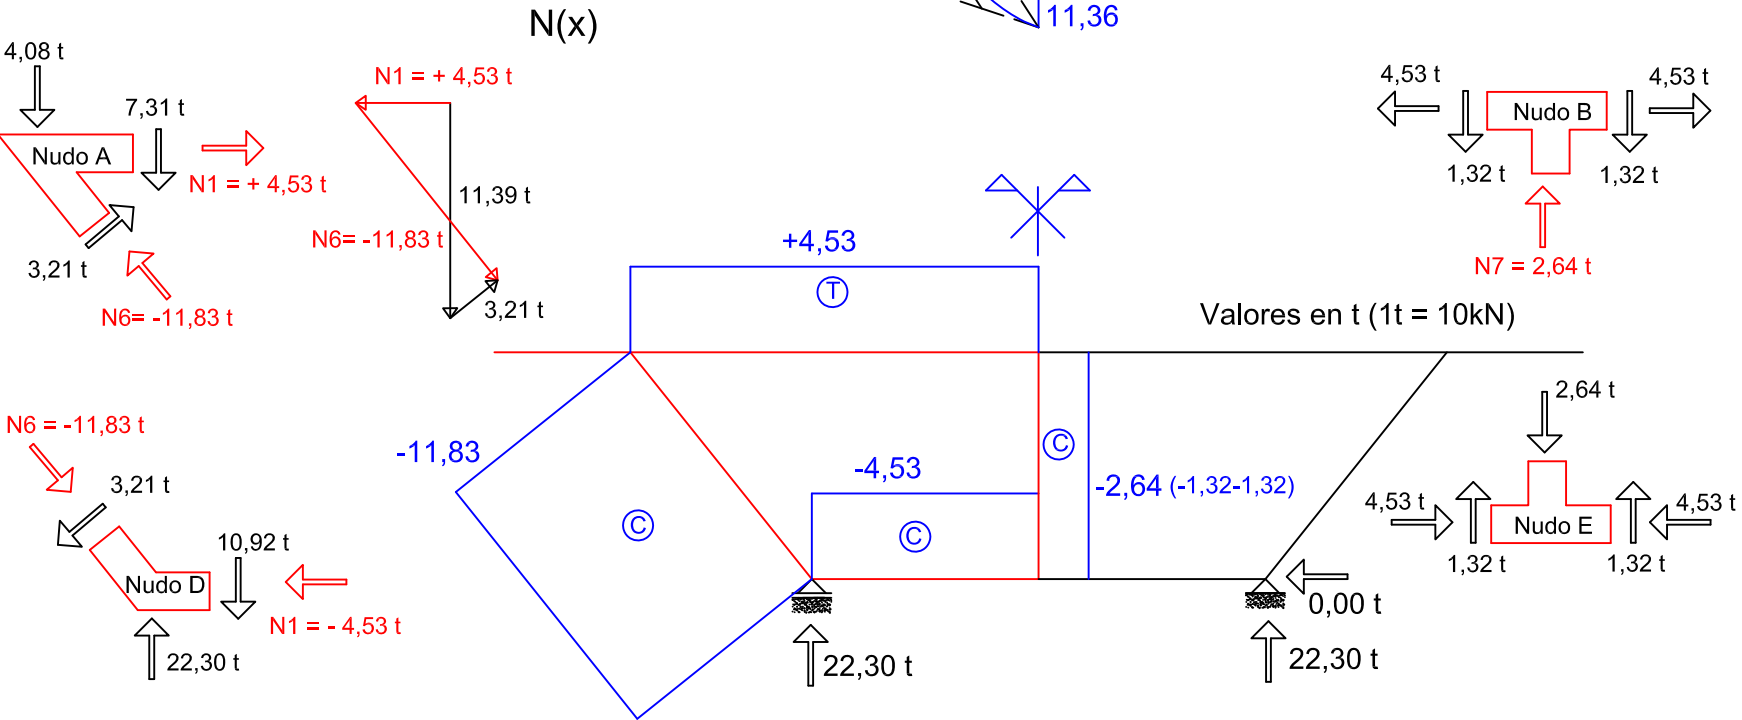 N(x)
11,36
4,08 t
7,31 t
Nudo A
N1 = + 4,53 t
3,21 t
N6= -11,83 t
N1 = + 4,53 t
11,39 t
N6= -11,83 t
3,21 t
4,53 t
4,53 t
Nudo B
1,32 t
1,32 t
N7 = 2,64 t
+4,53
T
Valores en t (1t = 10kN)
-11,83
C
-4,53
C
C
-2,64 (-1,32-1,32)
0,00 t
22,30 t
22,30 t
N6 = -11,83 t
3,21 t
10,92 t
Nudo D
N1 = - 4,53 t
22,30 t
2,64 t
4,53 t
4,53 t
Nudo E
1,32 t
1,32 t